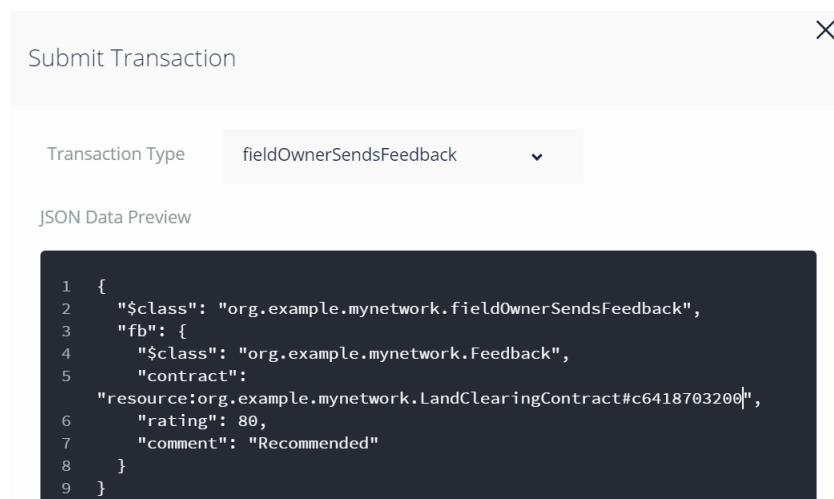 Submit Transaction
Transaction Type fieldOwnerSendsFeedback
JSON Data Preview
1 {
2 "$class": "org.example.mynetwork.fieldOwnerSendsFeedback",
3 "fb": {
4 "$class": "org.example.mynetwork.Feedback",
5 "contract":
"resource:org.example.mynetwork.LandClearingContract#c6418703200",
6 "rating": 80,
7 "comment": "Recommended"
8 }
9 }